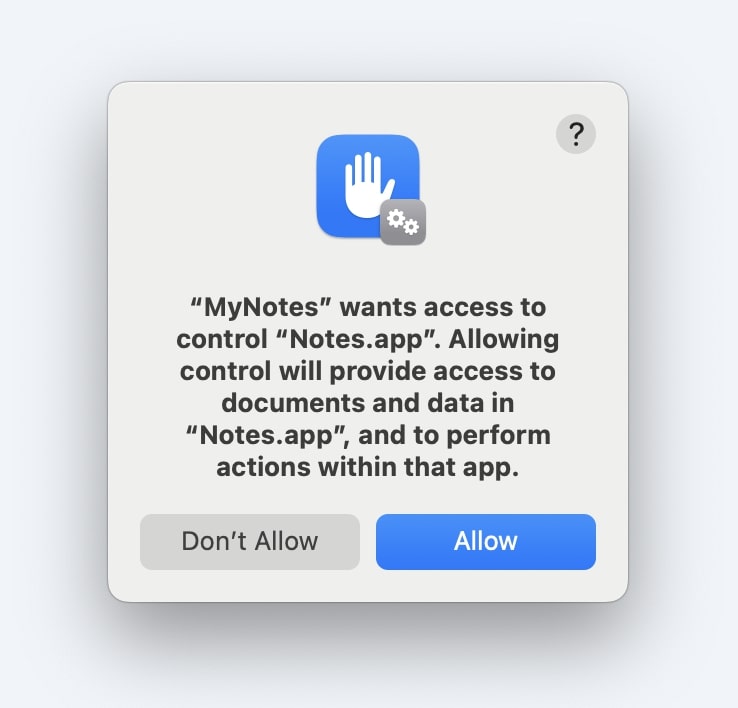 ?
“MyNotes” wants access to
control “Notes.app”. Allowing
control will provide access to
documents and data in
“Notes.app”, and to perform
actions within that app.
Don’t Allow
Allow